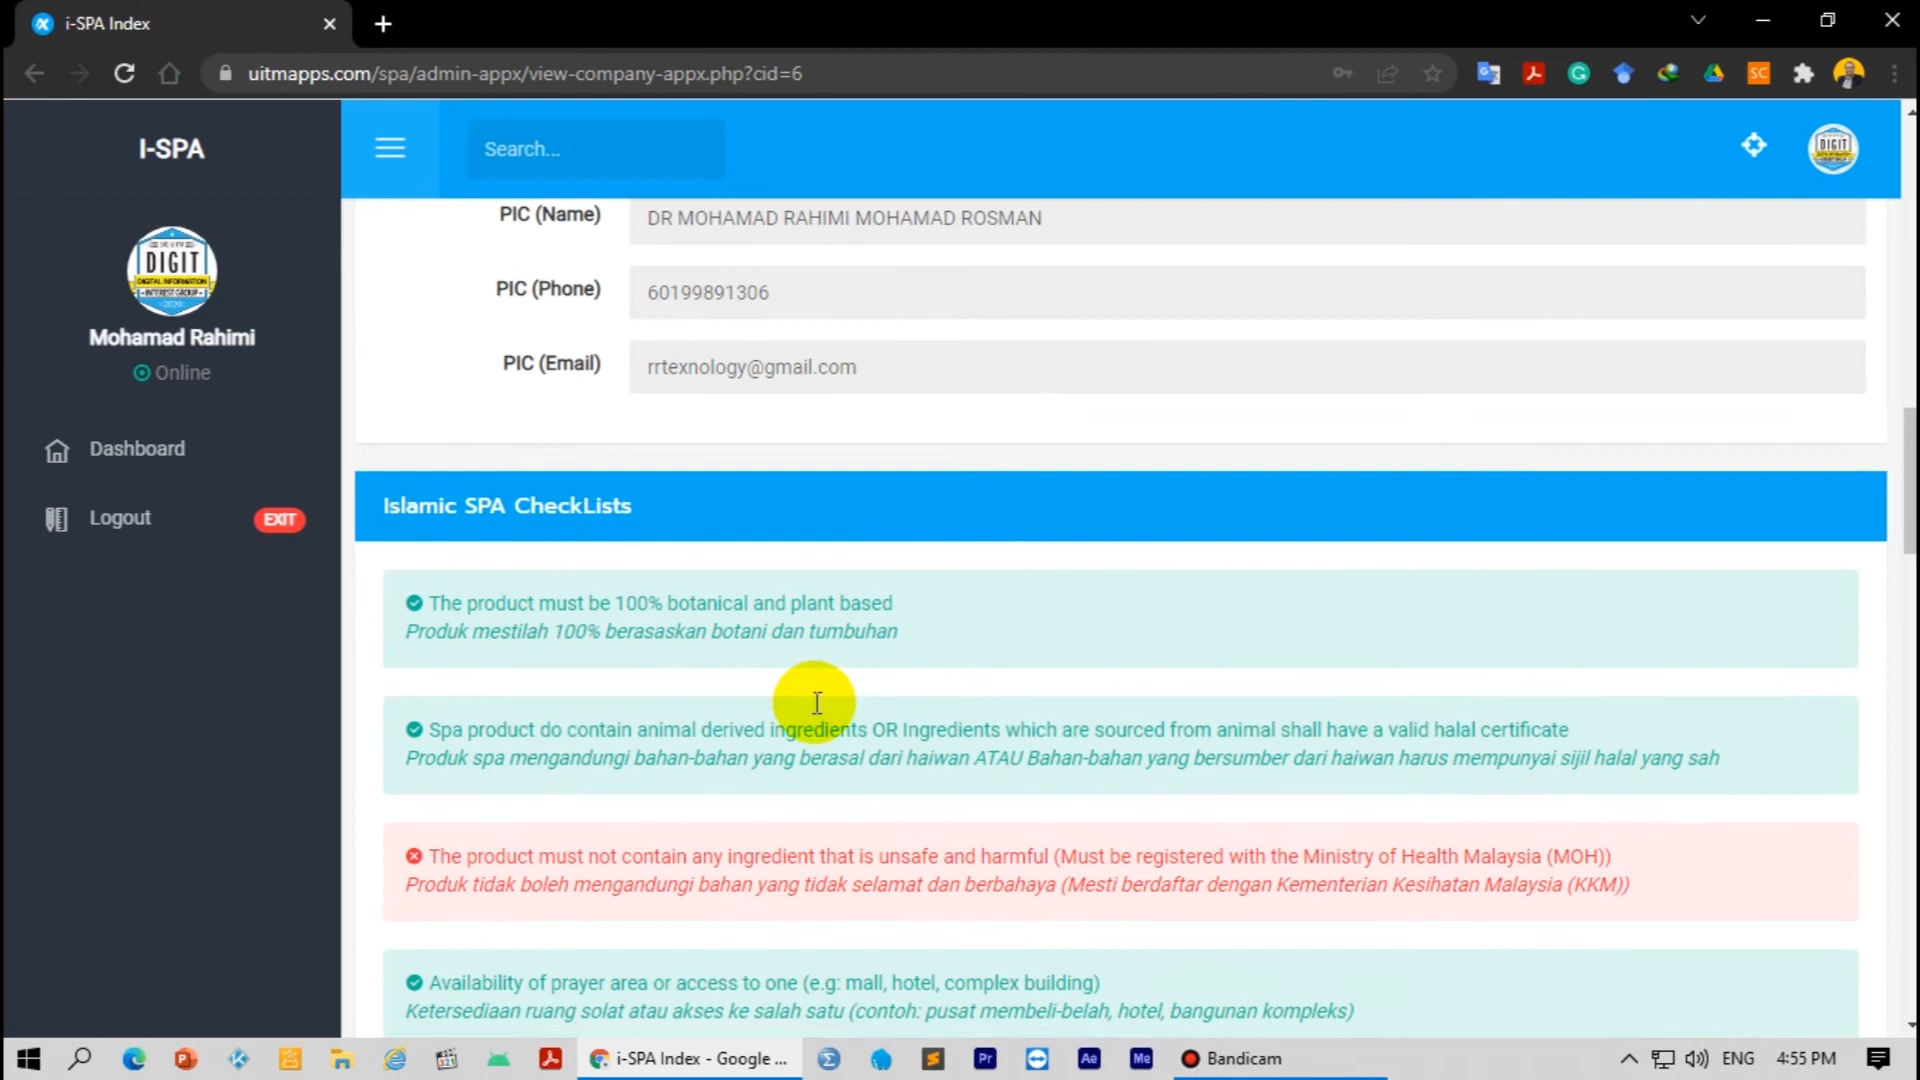 i-SPA Index
uitmapps.com/spa/admin-appx/view-company-appx.php?cid=6
SC
I-SPA
Search...
DIGIT
DIGIT
DIGITAL INFORMATION
INTEREST GROUP
Mohamad Rahimi
Online
Dashboard
Logout
EXIT
PIC (Name)
DR MOHAMAD RAHIMI MOHAMAD ROSMAN
PIC (Phone)
60199891306
PIC (Email)
rrtexnology@gmail.com
Islamic SPA CheckLists
The product must be 100% botanical and plant based
Produk mestilah 100% berasaskan botani dan tumbuhan
Spa product do contain animal derived ingredients OR Ingredients which are sourced from animal shall have a valid halal certificate
Produk spa mengandungi bahan-bahan yang berasal dari haiwan ATAU Bahan-bahan yang bersumber dari haiwan harus mempunyai sijil halal yang sah
The product must not contain any ingredient that is unsafe and harmful (Must be registered with the Ministry of Health Malaysia (MOH))
Produk tidak boleh mengandungi bahan yang tidak selamat dan berbahaya (Mesti berdaftar dengan Kementerian Kesihatan Malaysia (KKM))
Availability of prayer area or access to one (e.g: mall, hotel, complex building)
Ketersediaan ruang solat atau akses ke salah satu (contoh: pusat membeli-belah, hotel, bangunan kompleks)
i-SPA Index - Google ...
Pr
Ae
Me
Bandicam
ENG
4:55 PM